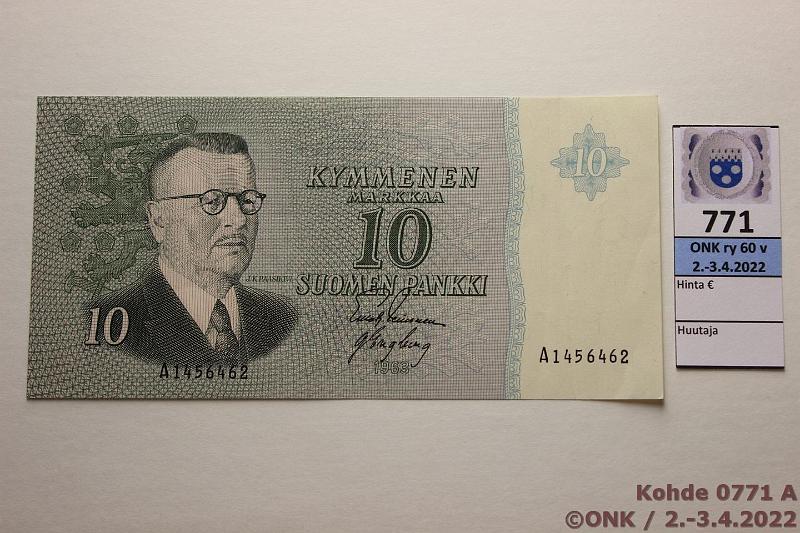 10
KYMMENEN
MARKKAA
10
SUOMEN PANKKI
10
A1456462
1963
A1456462
771
ONK ry 60 v
2.-3.4.2022
Hinta €
Huutaja
Kohde 0771 A
©ONK / 2.-3.4.2022